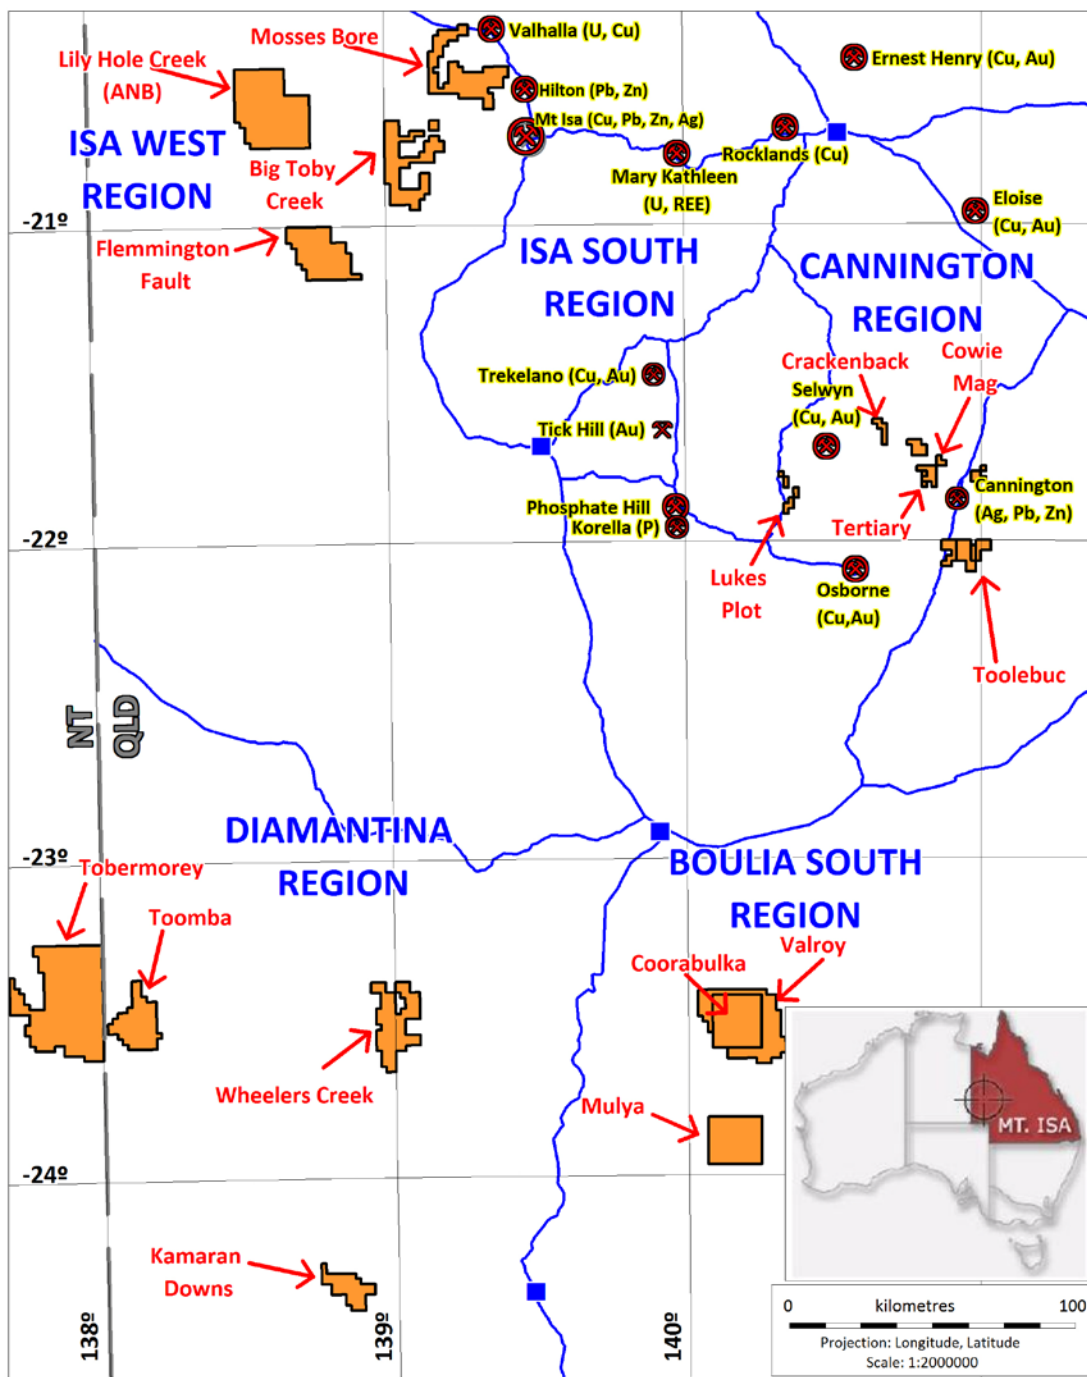 Mosses Bore
Valhalla (U, Cu)
Ernest Henry (Cu, Au)
Lily Hole Creek
(ANB)
Hilton (Pb, Zn)
Mt Isa (Cu, Pb, Zn, Ag)
ISA WEST
REGION
Big Toby
Creek
Rocklands (Cu)
Mary Kathleen
(U, REE)
Eloise
(Cu, Au)
-21º
Flemmington
Fault
ISA SOUTH
REGION
CANNINGTON
REGION
Trekelano (Cu, Au)
Crackenback
Cowie
Mag
Selwyn
(Cu, Au)
Tick Hill (Au)
Phosphate Hill
Korella (P)
Cannington
(Ag, Pb, Zn)
Tertiary
-22º
Lukes
Plot
Osborne
(Cu,Au)
Toolebuc
NT
QLD
DIAMANTINA
REGION
BOULIA SOUTH
REGION
-23º
Tobermorey
Toomba
Coorabulka
Valroy
Wheelers Creek
Mulya
MT. ISA
-24º
Kamaran
Downs
138º
139º
140º
0 kilometres 100
Projection: Longitude, Latitude
Scale: 1:2000000